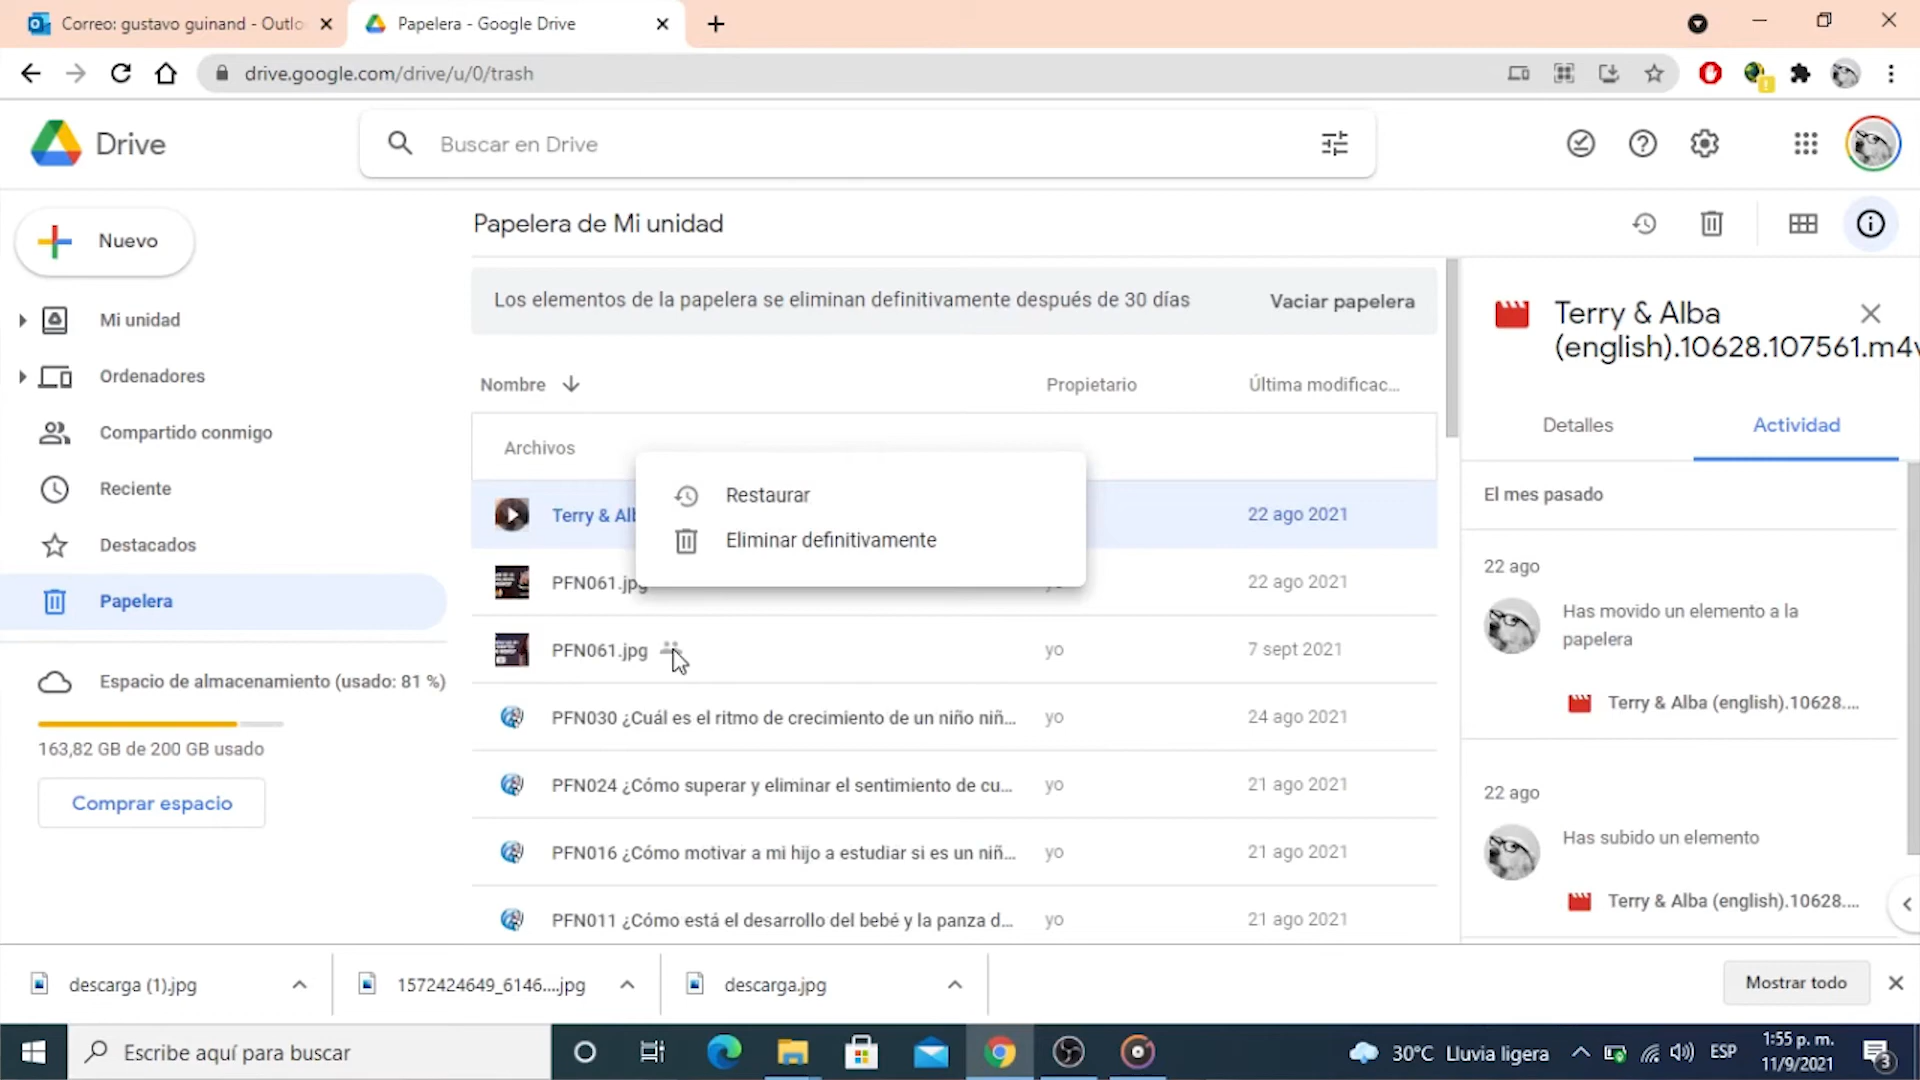 Correo: gustavo guinand - Outlo
Papelera - Google Drive
drive.google.com/drive/u/0/trash
Drive
Buscar en Drive
Nuevo
Mi unidad
Ordenadores
Compartido conmigo
Reciente
Destacados
Papelera
Espacio de almacenamiento (usado: 81 %)
163,82 GB de 200 GB usado
Comprar espacio
Papelera de Mi unidad
Los elementos de la papelera se eliminan definitivamente después de 30 días
Vaciar papelera
Nombre Propietario Última modificac...
Archivos
Restaurar
Eliminar definitivamente
Terry & Al 22 ago 2021
PFN061.jpg yo 22 ago 2021
PFN061.jpg yo 7 sept 2021
PFN030 ¿Cuál es el ritmo de crecimiento de un niño niñ... yo 24 ago 2021
PFN024 ¿Cómo superar y eliminar el sentimiento de cu... yo 21 ago 2021
PFN016 ¿Cómo motivar a mi hijo a estudiar si es un niñ... yo 21 ago 2021
PFN011 ¿Cómo está el desarrollo del bebé y la panza d... yo 21 ago 2021
Terry & Alba
(english).10628.107561.m4v
Detalles Actividad
El mes pasado
22 ago
Has movido un elemento a la
papelera
Terry & Alba (english).10628....
22 ago
Has subido un elemento
Terry & Alba (english).10628....
descarga (1).jpg
1572424649_6146....jpg
descarga.jpg
Mostrar todo
Escribe aquí para buscar
30°C Lluvia ligera
ESP
1:55 p. m.
11/9/2021
3